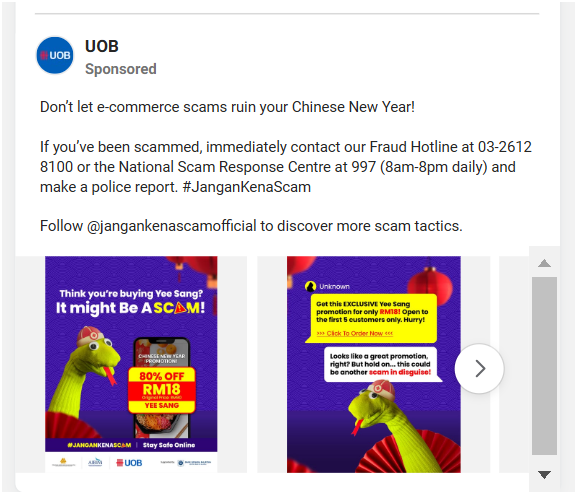 UOB
UOB
Sponsored
Don't let e-commerce scams ruin your Chinese New Year!
If you've been scammed, immediately contact our Fraud Hotline at 03-2612
8100 or the National Scam Response Centre at 997 (8am-8pm daily) and
make a police report. #JanganKenaScam
Follow @jangankenascamofficial to discover more scam tactics.
Think you're buying Yee Sang?
It might Be A SCAM!
CHINESE NEW YEAR
PROMOTION!
80% OFF
RM18
YEE SANG
#JANGANKENASCAM | Stay Safe Online
UOB
Unknown
Get this EXCLUSIVE Yee Sang
promotion for only RM18! Open to
the first 5 customers only. Hurry!
>>> Click To Order Now <<<
Looks like a great promotion,
right? But hold on... this could
be another scam in disguise!